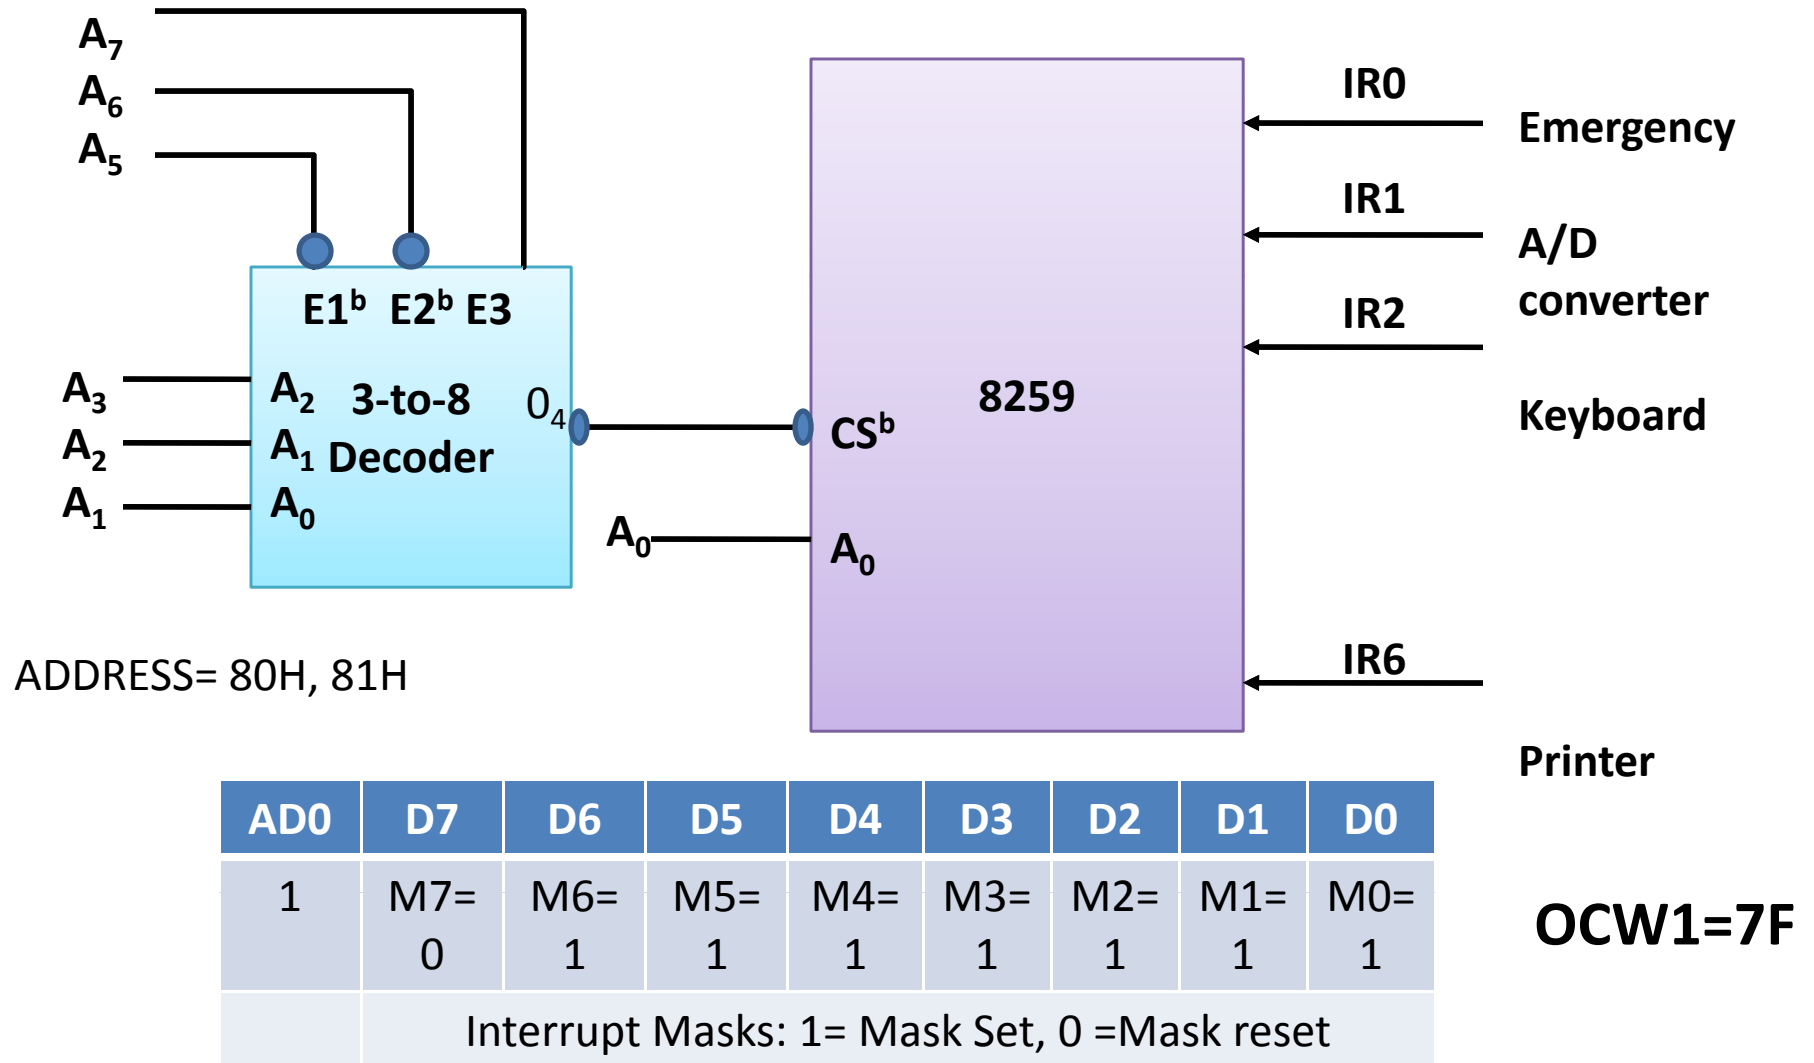 A7
A6
A5
E1b E2b E3
A3
A2
A1
A2
A1
A0
3-to-8
Decoder
O4
8259
CSb
A0
A0
IR0
IR1
IR2
IR6
Emergency
A/D
converter
Keyboard
Printer
ADDRESS= 80H, 81H
AD0 D7 D6 D5 D4 D3 D2 D1 D0
1 M7= M6= M5= M4= M3= M2= M1= M0=
0 1 1 1 1 1 1 1
Interrupt Masks: 1= Mask Set, 0 =Mask reset
OCW1=7F